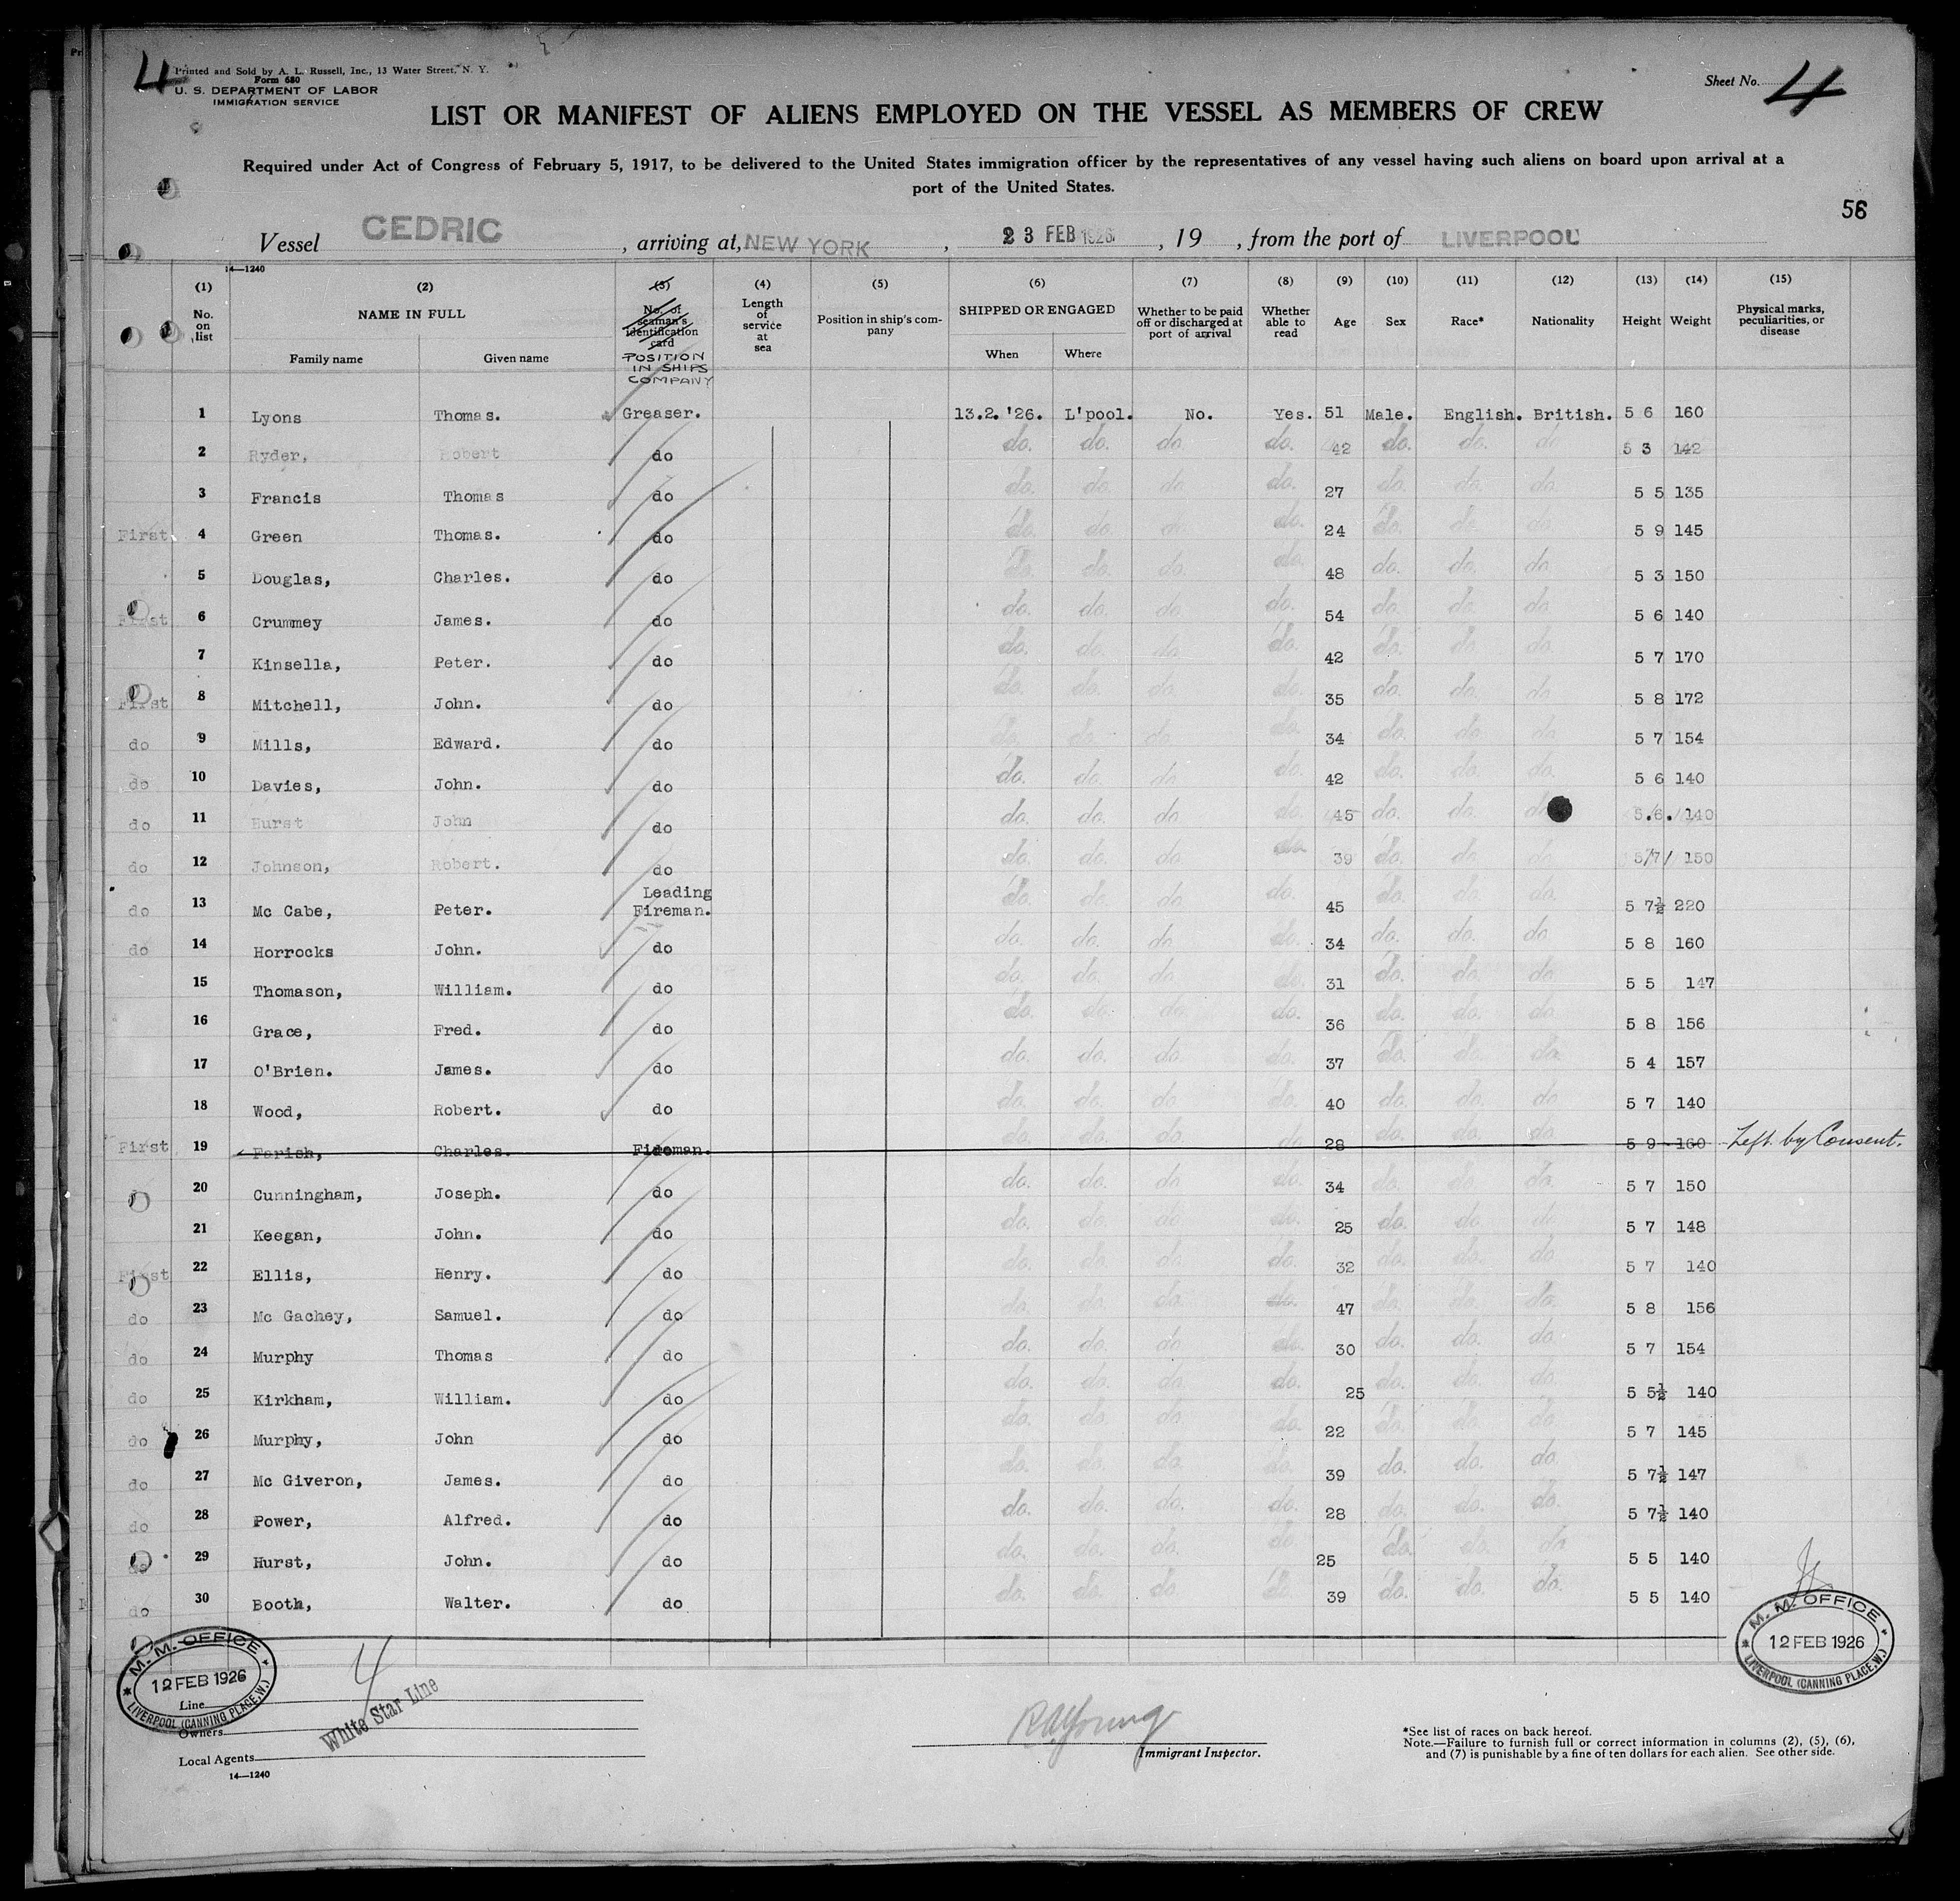 4
Printed and Sold by A. L. Russell, Inc., 13 Water Street, N. Y.
Form 680
U. S. DEPARTMENT OF LABOR
IMMIGRATION SERVICE
Sheet No. 4
LIST OR MANIFEST OF ALIENS EMPLOYED ON THE VESSEL AS MEMBERS OF CREW
Required under Act of Congress of February 5, 1917, to be delivered to the United States immigration officer by the representatives of any vessel having such aliens on board upon arrival at a
port of the United States.
56
Vessel CEDRIC, arriving at, NEW YORK, 23 FEB 1926, 19 , from the port of LIVERPOOL
14—1240
(1) (2) (3) (4) (5) (6) (7) (8) (9) (10) (11) (12) (13) (14) (15)
No. on list NAME IN FULL Family name Given name No. of seaman's identification card POSITION IN SHIPS COMPANY Length of service at sea Position in ship's company SHIPPED OR ENGAGED When Where Whether to be paid off or discharged at port of arrival Whether able to read Age Sex Race* Nationality Height Weight Physical marks, peculiarities, or disease
1 Lyons Thomas. Greaser. 13.2.'26. L'pool. No. Yes. 51 Male. English. British. 5 6 160
2 Ryder, Robert do do. do. do do. 42 do. do. do 5 3 142
3 Francis Thomas do do. do. do do. 27 do. do. do 5 5 135
First 4 Green Thomas. do do. do. do do. 24 do. do. do 5 9 145
5 Douglas, Charles. do do. do. do do. 48 do. do. do 5 3 150
First 6 Crummey James. do do. do. do do. 54 do. do. do 5 6 140
7 Kinsella, Peter. do do. do. do do. 42 do. do. do 5 7 170
First 8 Mitchell, John. do do. do. do do. 35 do. do. do 5 8 172
do 9 Mills, Edward. do do. do. do do. 34 do. do. do 5 7 154
do 10 Davies, John. do do. do. do do. 42 do. do. do. 5 6 140
do 11 Hurst John do do. do. do do. 45 do. do. do 5.6. 140
do 12 Johnson, Robert. do do. do. do do. 39 do. do. do 5/7/ 150
do 13 Mc Cabe, Peter. Leading Fireman. do. do. do do. 45 do. do. do. 5 7½ 220
do 14 Horrocks John. do do. do. do do. 34 do. do. do 5 8 160
15 Thomason, William. do do. do. do do. 31 do. do. do. 5 5 147
16 Grace, Fred. do do. do. do do. 36 do. do. do. 5 8 156
17 O'Brien. James. do do. do. do do. 37 do. do. do. 5 4 157
18 Wood, Robert. do do. do. do do. 40 do. do. do 5 7 140
First 19 Farish, Charles. Fireman. do. do. do do 28 do. do. do. 5 9 160 Left by Consent.
20 Cunningham, Joseph. do do. do. do do. 34 do. do. do. 5 7 150
21 Keegan, John. do do. do. do do. 25 do. do. do 5 7 148
First 22 Ellis, Henry. do do. do. do do. 32 do. do. do. 5 7 140
do 23 Mc Gachey, Samuel. do do. do. do do. 47 do. do. do. 5 8 156
do 24 Murphy Thomas do do. do. do do. 30 do. do. do. 5 7 154
do 25 Kirkham, William. do do. do. do. do. 25 do. do. do. 5 5½ 140
do 26 Murphy, John do do. do. do. do. 22 do. do. do. 5 7 145
do 27 Mc Giveron, James. do do. do. do. do. 39 do. do. do. 5 7½ 147
do 28 Power, Alfred. do do. do. do. do. 28 do. do. do. 5 7½ 140
do 29 Hurst, John. do do. do. do. do. 25 do. do. do. 5 5 140
do 30 Booth, Walter. do do. do. do. do. 39 do. do. do. 5 5 140
M. M. OFFICE
12 FEB 1926
LIVERPOOL (CANNING PLACE, W.)
M. M. OFFICE
12 FEB 1926
LIVERPOOL (CANNING PLACE, W.)
4
Line
Owners White Star Line
Local Agents
14—1240
R A Young
Immigrant Inspector.
*See list of races on back hereof.
Note.—Failure to furnish full or correct information in columns (2), (5), (6),
and (7) is punishable by a fine of ten dollars for each alien. See other side.